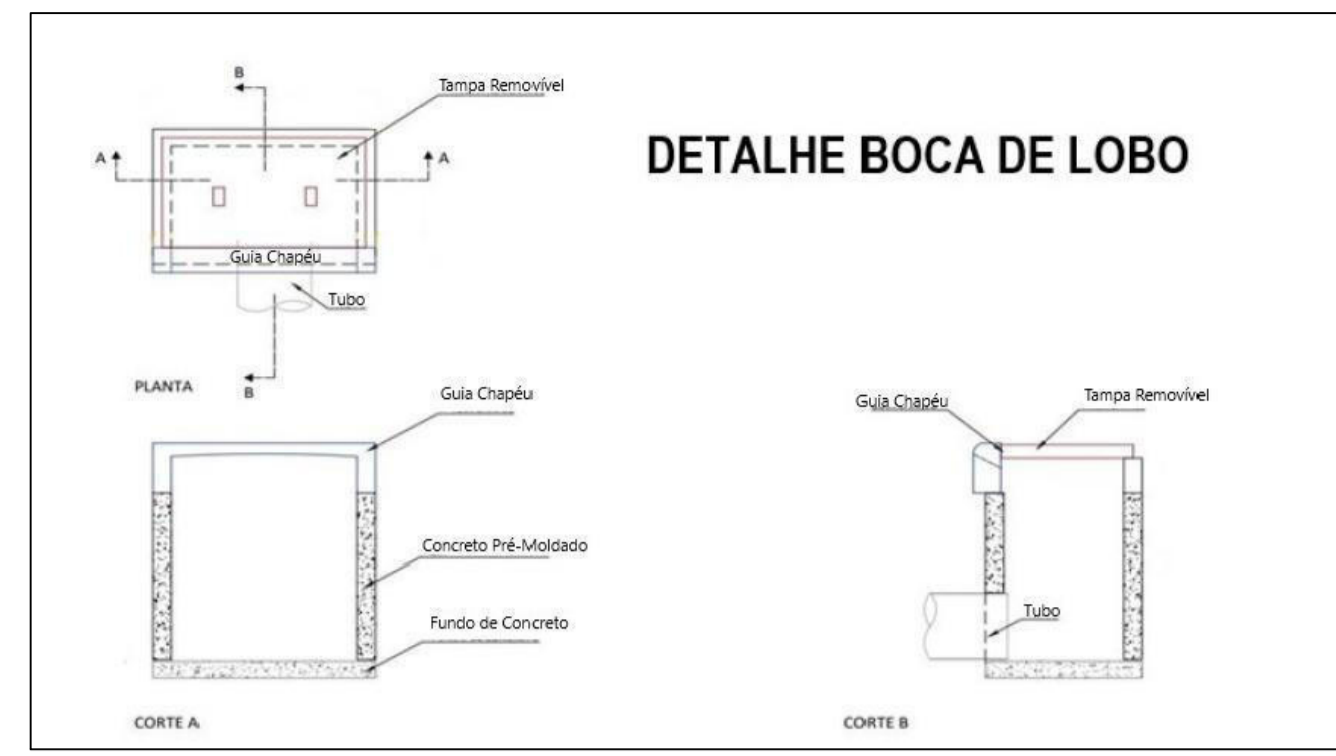 B
Tampa Removível
DETALHE BOCA DE LOBO
A
A
Guia Chapéu
Tubo
PLANTA
B
Guia Chapéu
Concreto Pré-Moldado
Fundo de Concreto
CORTE A
Guia Chapéu
Tampa Removível
Tubo
CORTE B